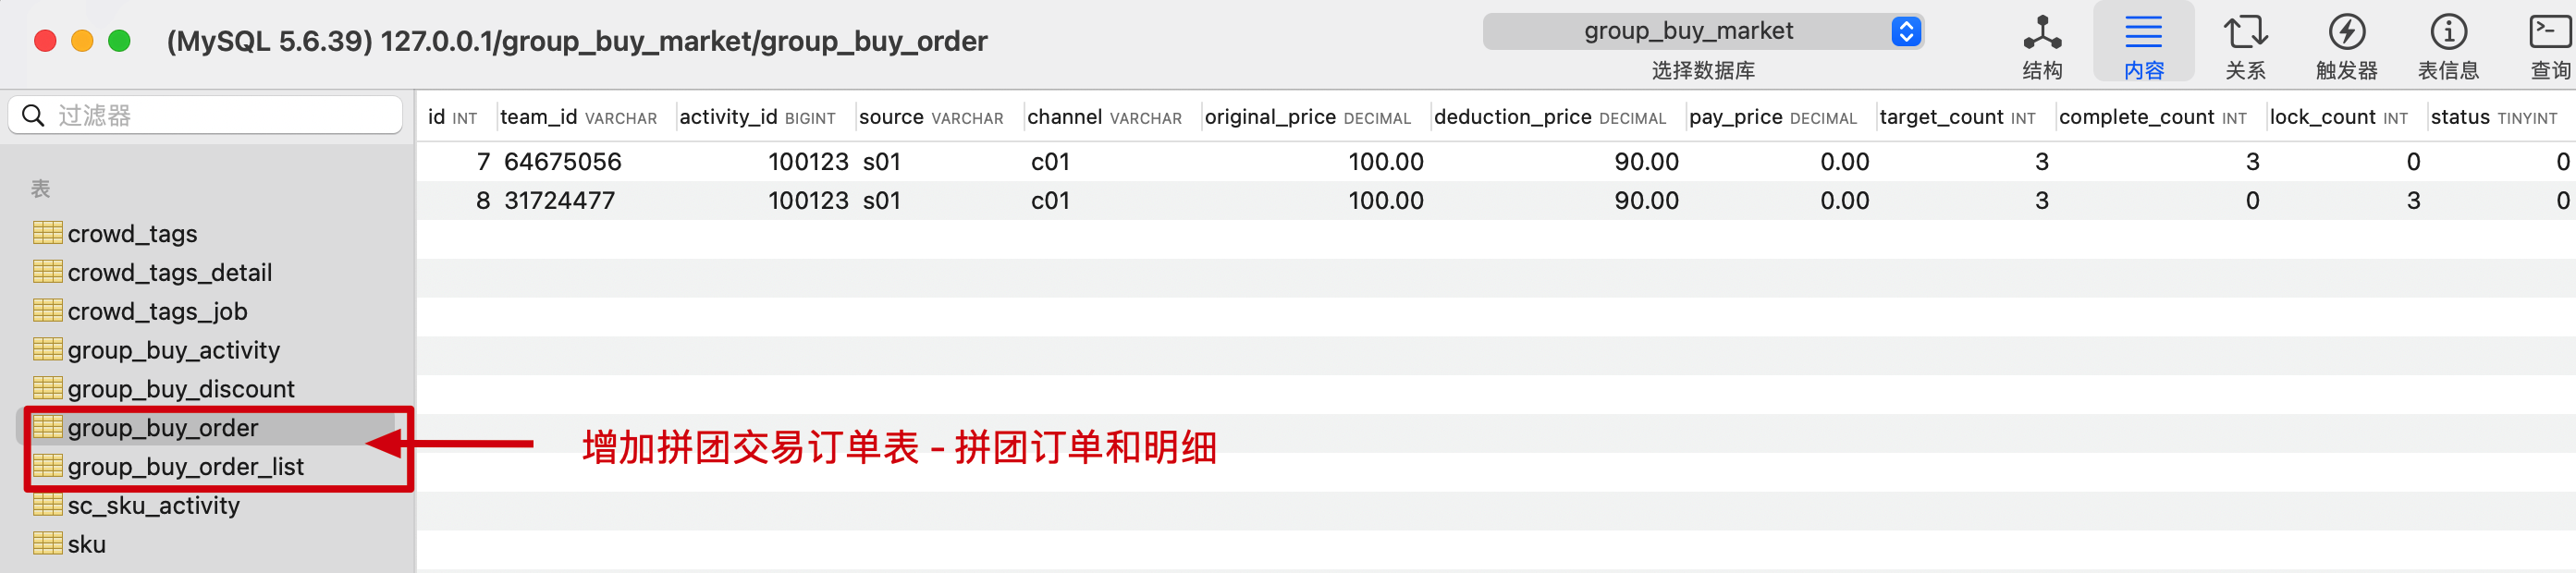 (MySQL 5.6.39) 127.0.0.1/group_buy_market/group_buy_order
group_buy_market
选择数据库
结构 内容 关系 触发器 表信息 查询
过滤器
id INT team_id VARCHAR activity_id BIGINT source VARCHAR channel VARCHAR original_price DECIMAL deduction_price DECIMAL pay_price DECIMAL target_count INT complete_count INT lock_count INT status TINYINT
7 64675056 100123 s01 c01 100.00 90.00 0.00 3 3 0 0
8 31724477 100123 s01 c01 100.00 90.00 0.00 3 0 3 0
表
crowd_tags
crowd_tags_detail
crowd_tags_job
group_buy_activity
group_buy_discount
group_buy_order
group_buy_order_list
sc_sku_activity
sku
增加拼团交易订单表 - 拼团订单和明细